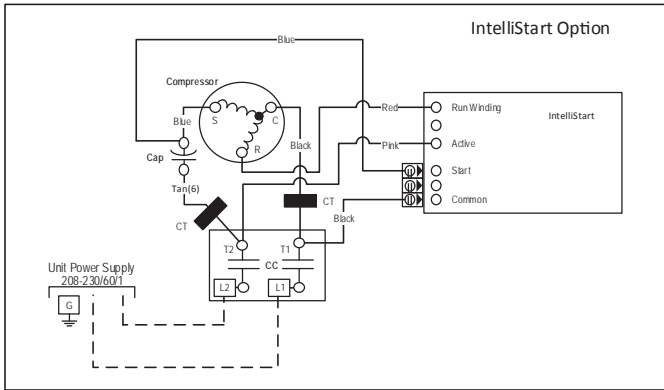 IntelliStart Option
Blue
Compressor
S
C
R
Blue
Cap
Tan(6)
CT
Black
CT
Red
Pink
Black
Run Winding
IntelliStart
Active
Start
Common
T2
T1
CC
L2
L1
Unit Power Supply
208-230/60/1
G